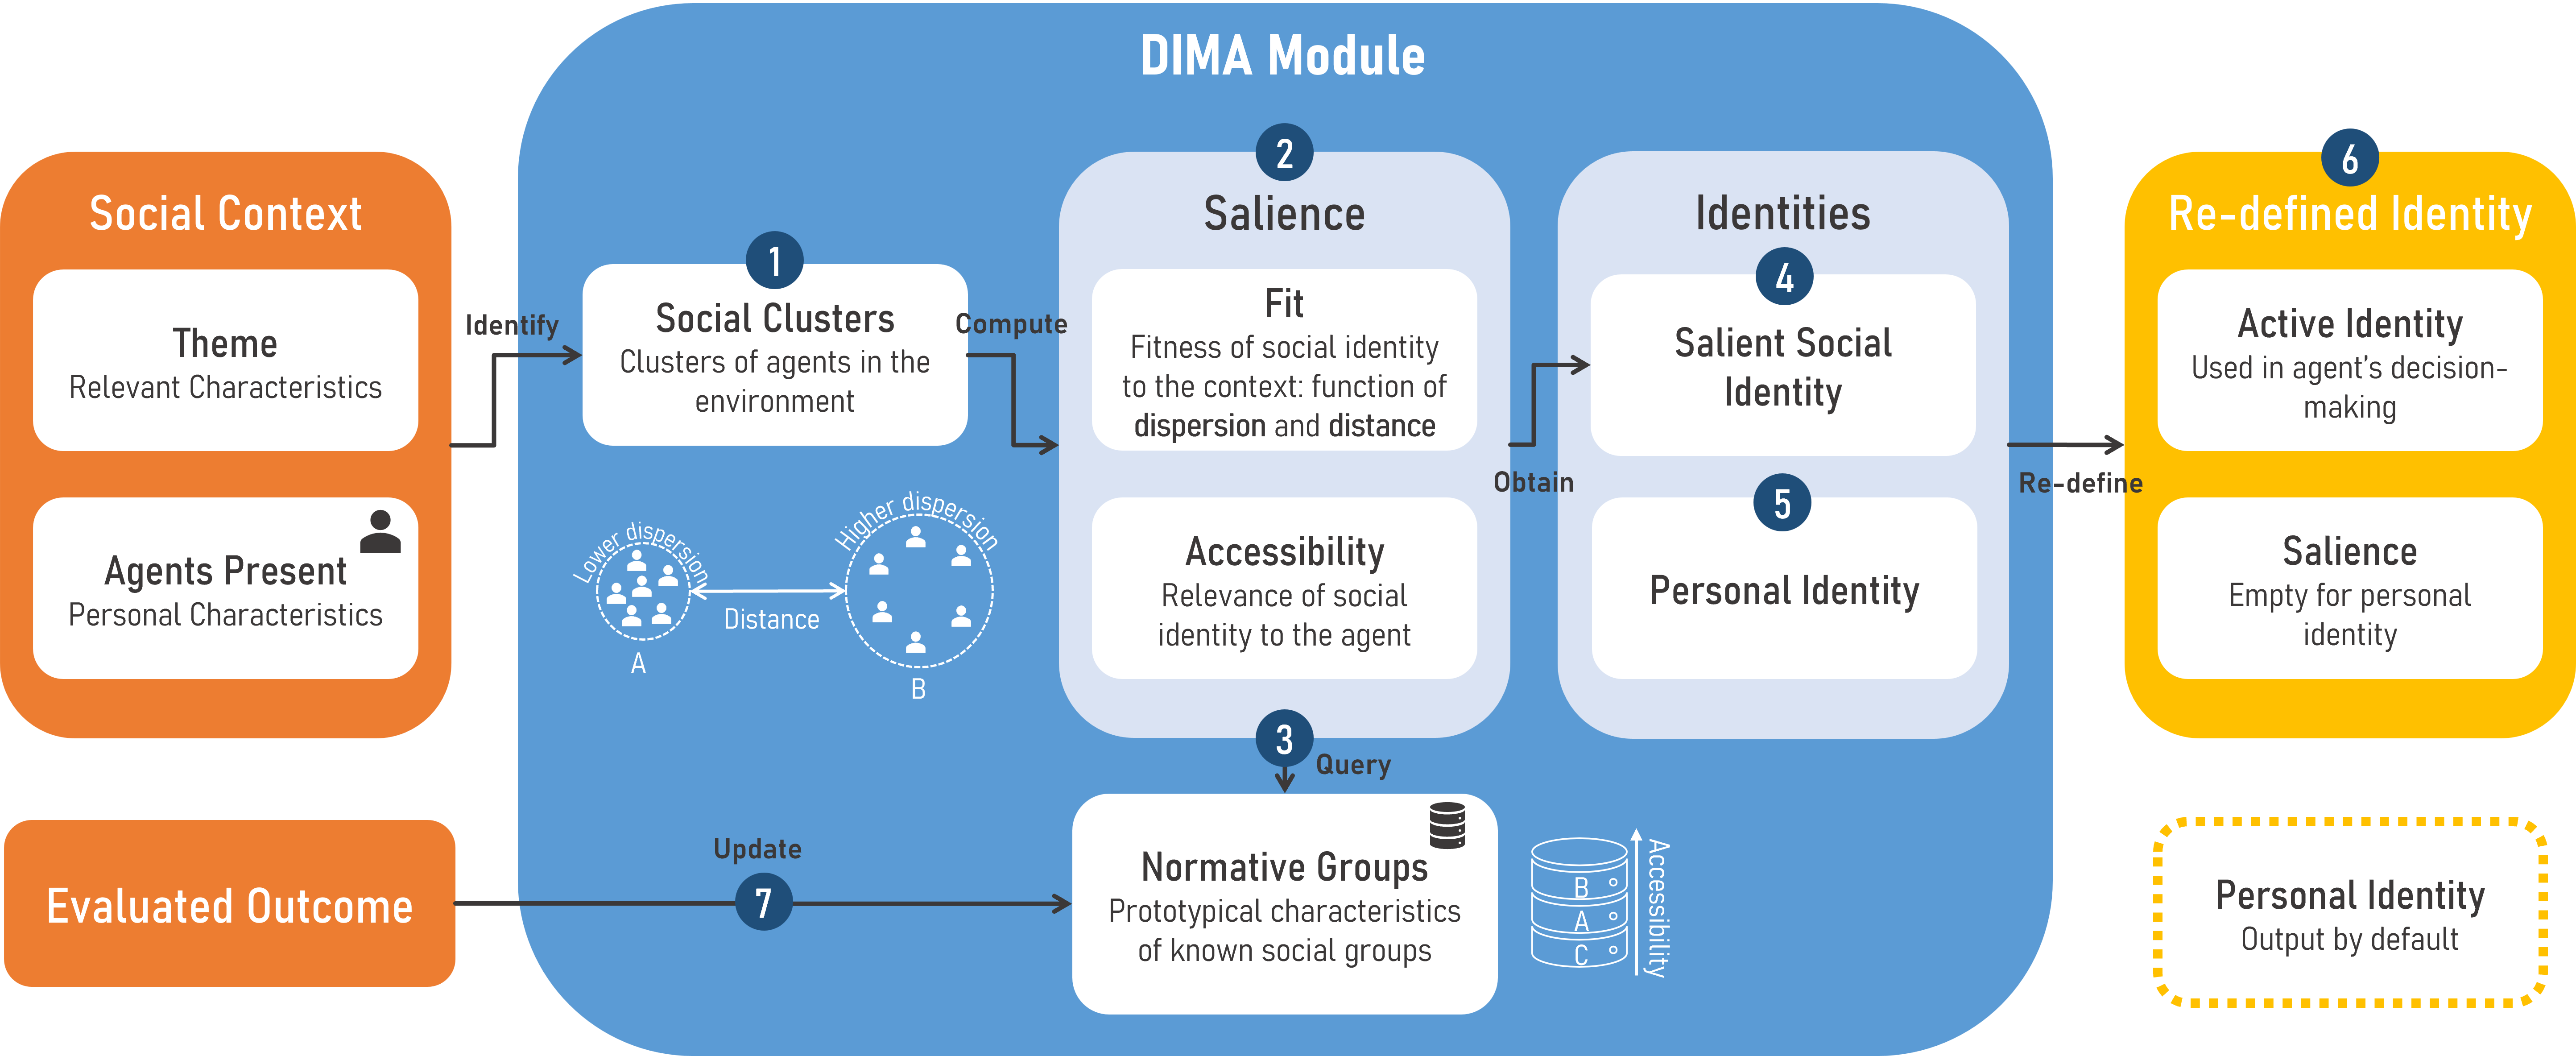 DIMA Module
Social Context
Theme
Relevant Characteristics
Agents Present
Personal Characteristics
Identify
1
Social Clusters
Clusters of agents in the
environment
Lower dispersion
A
Distance
Higher dispersion
B
Compute
2
Salience
Fit
Fitness of social identity
to the context: function of
dispersion and distance
Accessibility
Relevance of social
identity to the agent
3
Query
Obtain
Identities
4
Salient Social
Identity
5
Personal Identity
Re-define
6
Re-defined Identity
Active Identity
Used in agent’s decision-
making
Salience
Empty for personal
identity
Evaluated Outcome
Update
7
Normative Groups
Prototypical characteristics
of known social groups
B
A
C
Accessibility
Personal Identity
Output by default